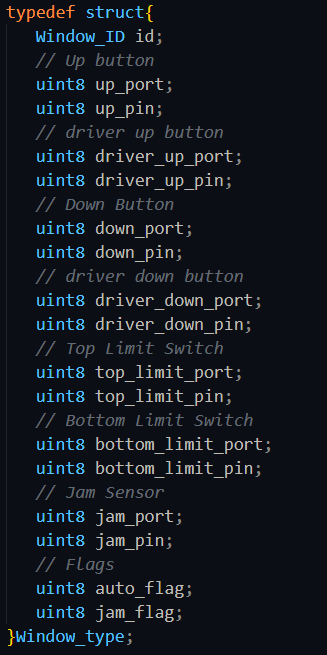 typedef struct{
Window_ID id;
// Up button
uint8 up_port;
uint8 up_pin;
// driver up button
uint8 driver_up_port;
uint8 driver_up_pin;
// Down Button
uint8 down_port;
uint8 down_pin;
// driver down button
uint8 driver_down_port;
uint8 driver_down_pin;
// Top Limit Switch
uint8 top_limit_port;
uint8 top_limit_pin;
// Bottom Limit Switch
uint8 bottom_limit_port;
uint8 bottom_limit_pin;
// Jam Sensor
uint8 jam_port;
uint8 jam_pin;
// Flags
uint8 auto_flag;
uint8 jam_flag;
}Window_type;